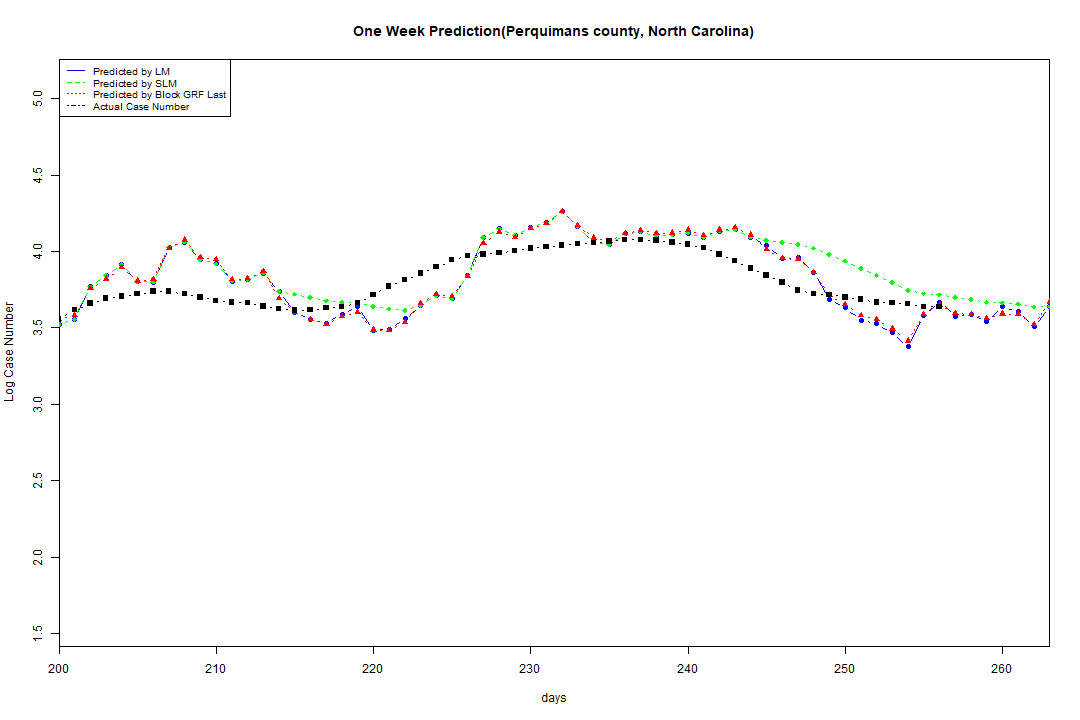 One Week Prediction(Perquimans county, North Carolina)
Predicted by LM
Predicted by SLM
Predicted by Block GRF Last
Actual Case Number
5.0
4.5
4.0
3.5
3.0
2.5
2.0
1.5
Log Case Number
200 210 220 230 240 250 260
days